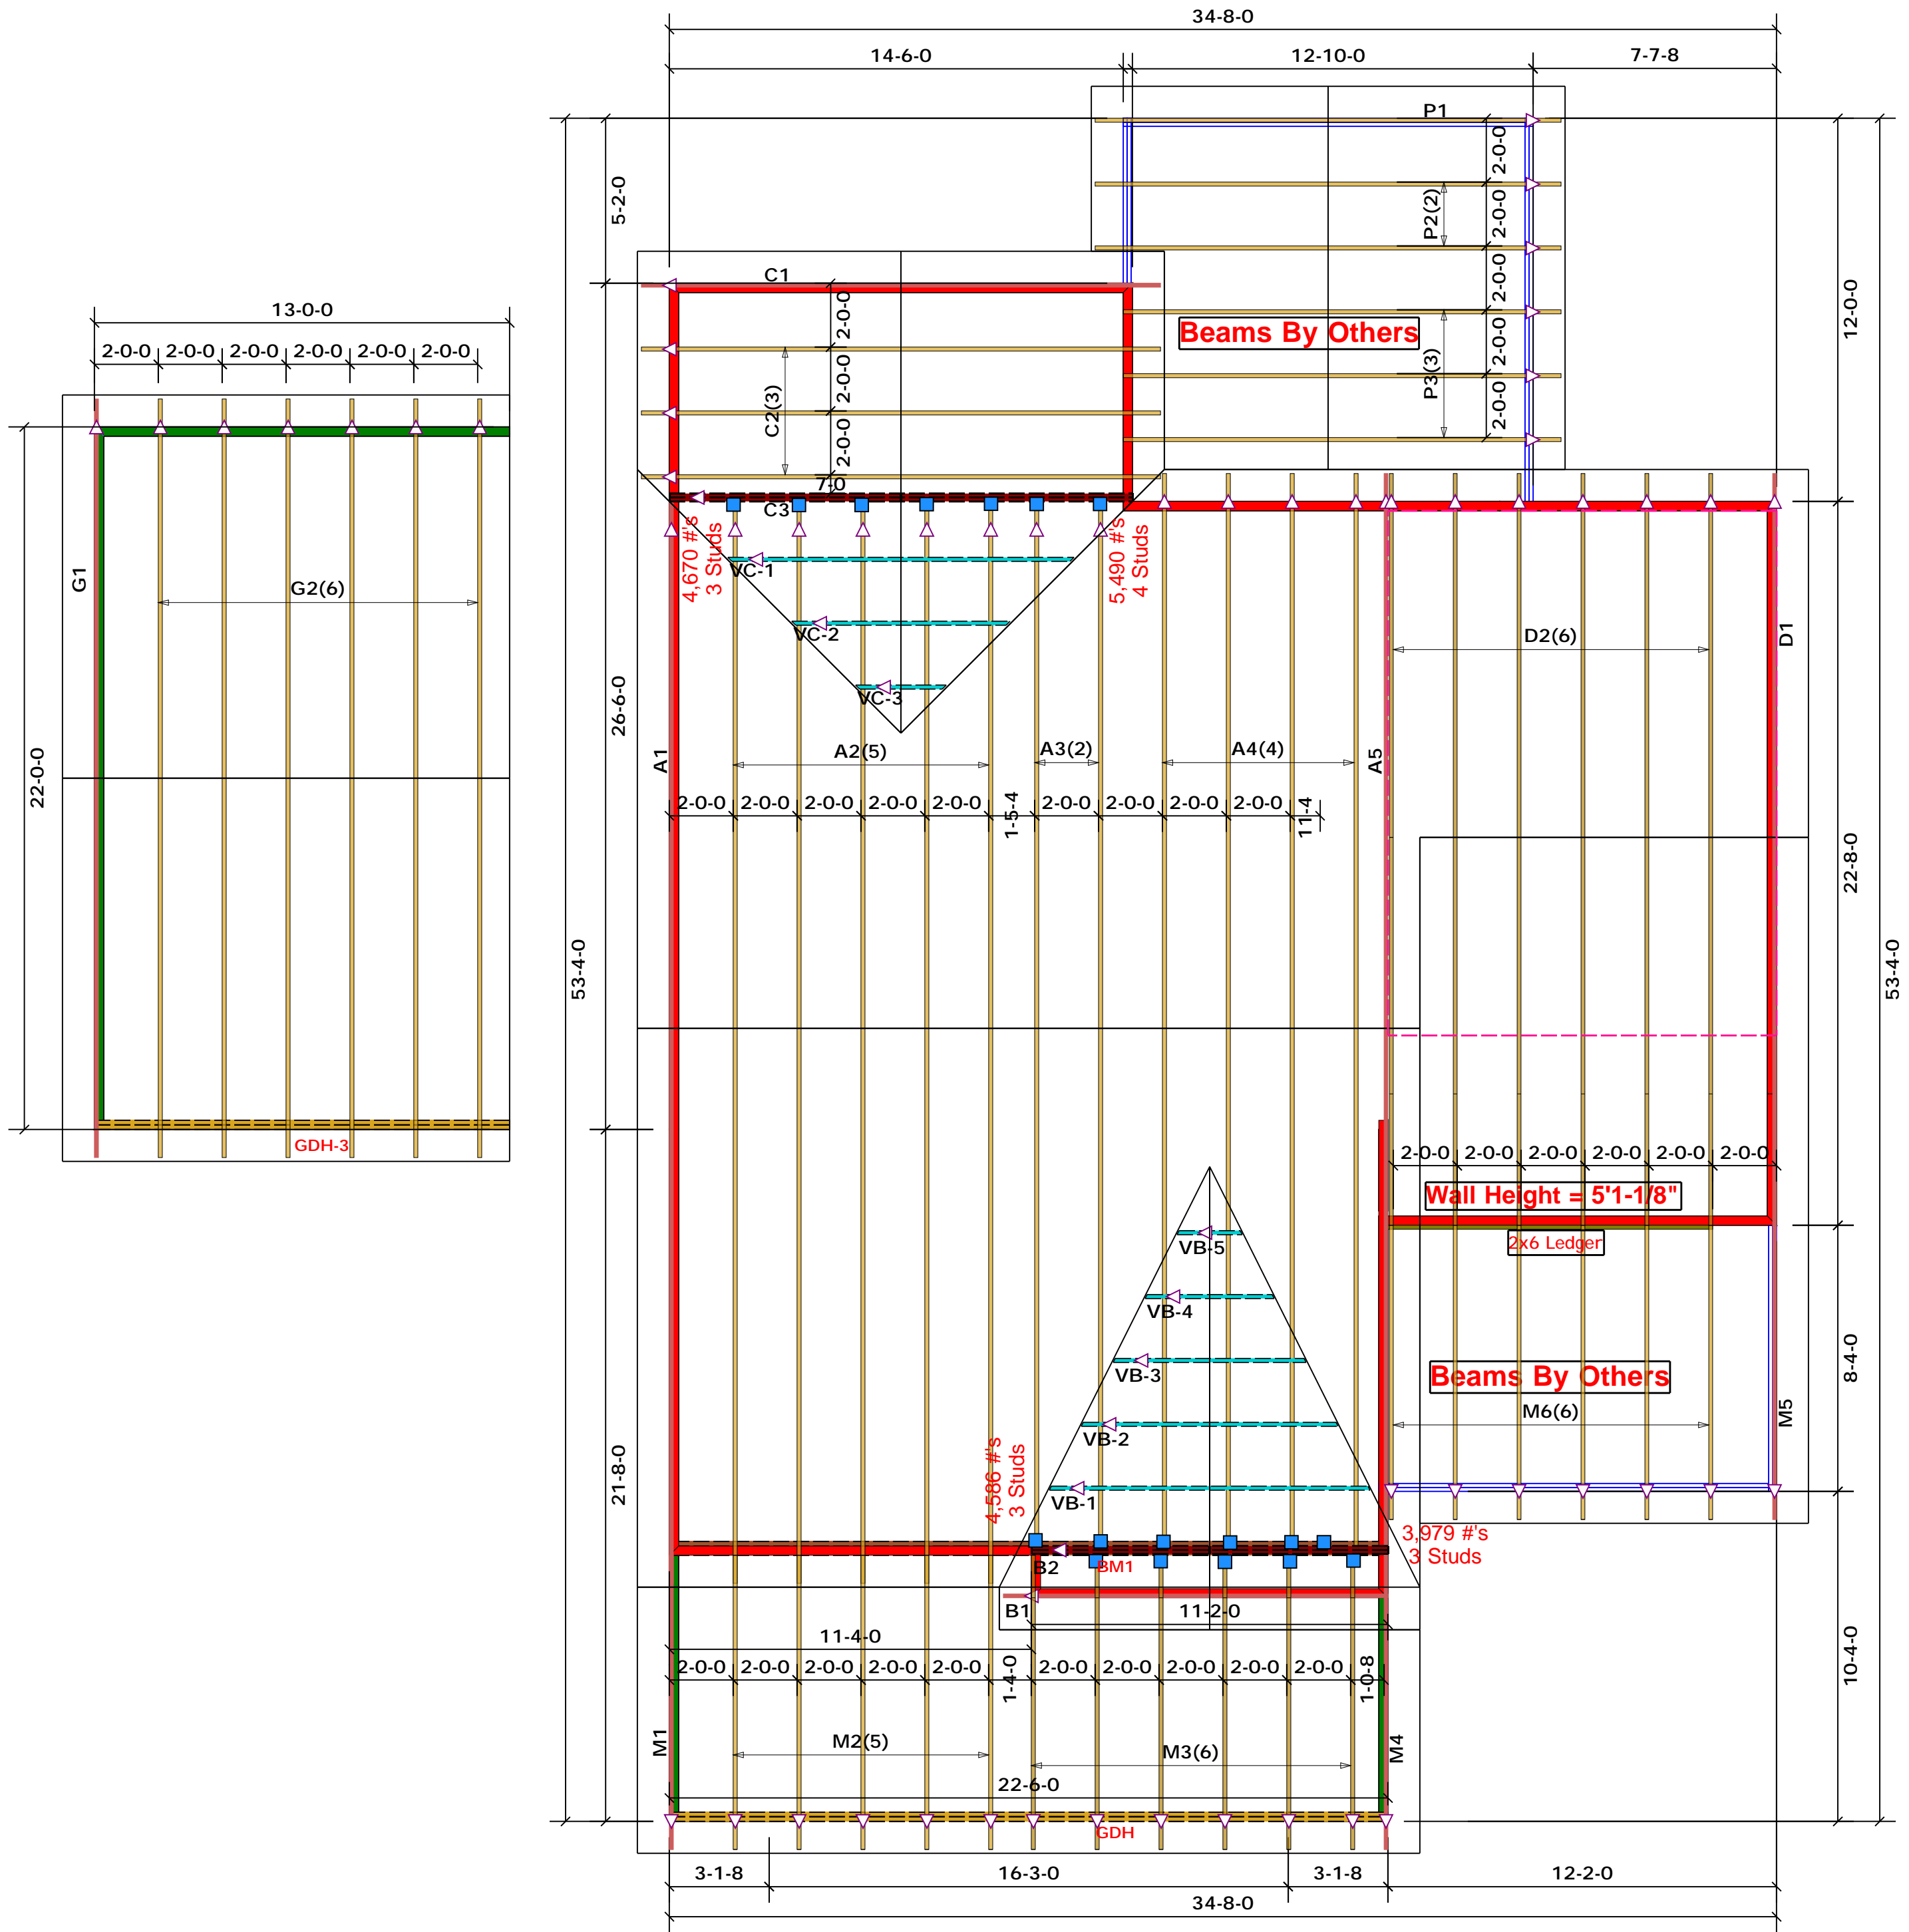 34-8-0
14-6-0
12-10-0
7-7-8
P1
2-0-0
2-0-0
2-0-0
2-0-0
2-0-0
P2(2)
P3(3)
Beams By Others
5-2-0
12-0-0
C1
2-0-0
2-0-0
2-0-0
C2(3)
7-0
C3
13-0-0
2-0-0 2-0-0 2-0-0 2-0-0 2-0-0 2-0-0
G1
G2(6)
22-0-0
GDH-3
4,670 #'s
3 Studs
5,490 #'s
4 Studs
VC-1
VC-2
VC-3
D1
D2(6)
26-6-0
A1
A2(5)
A3(2)
A4(4)
A5
2-0-0 2-0-0 2-0-0 2-0-0 2-0-0 1-5-4 2-0-0 2-0-0 2-0-0 2-0-0 11-4
22-8-0
53-4-0
53-4-0
2-0-0 2-0-0 2-0-0 2-0-0 2-0-0 2-0-0
Wall Height = 5'1-1/8"
2x6 Ledger
VB-5
VB-4
VB-3
VB-2
VB-1
Beams By Others
M6(6)
M5
8-4-0
21-8-0
4,586 #'s
3 Studs
3,979 #'s
3 Studs
B2
BM1
B1
11-2-0
11-4-0
2-0-0 2-0-0 2-0-0 2-0-0 2-0-0 1-4-0 2-0-0 2-0-0 2-0-0 2-0-0 2-0-0 1-0-8
10-4-0
M1
M2(5)
M3(6)
M4
22-6-0
GDH
3-1-8
16-3-0
3-1-8
12-2-0
34-8-0